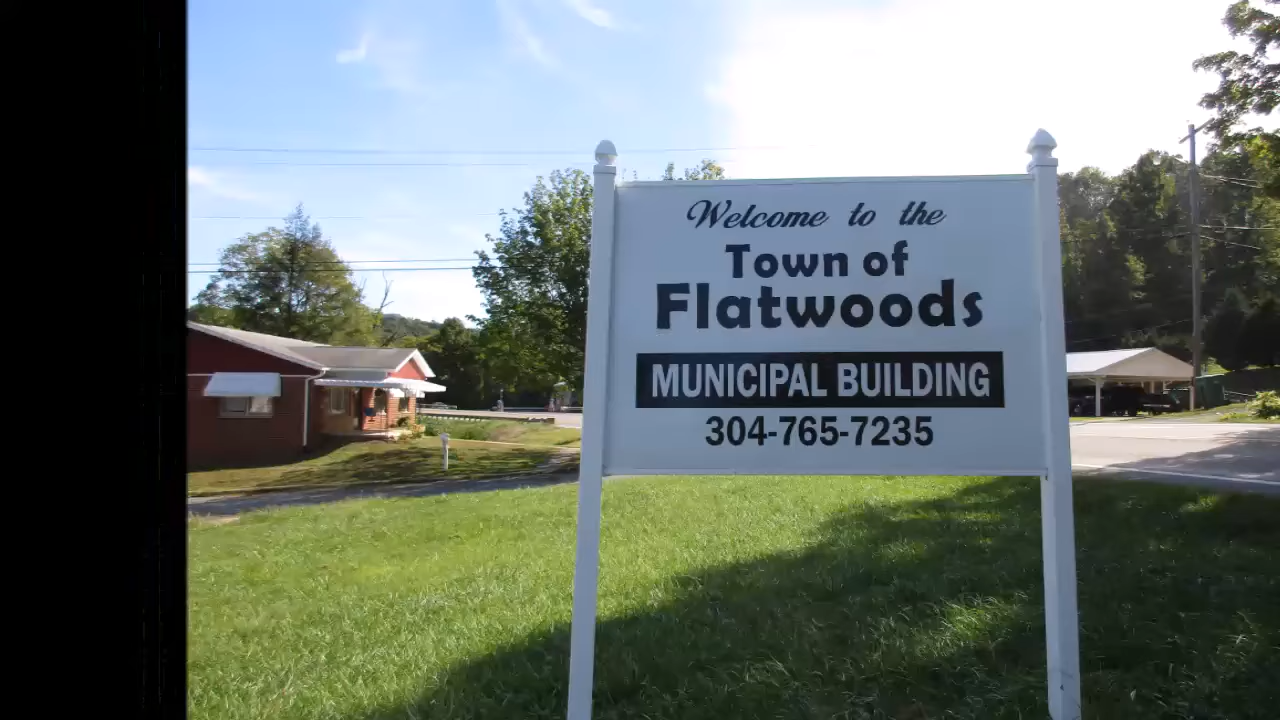 Welcome to the
Town of
Flatwoods
MUNICIPAL BUILDING
304-765-7235